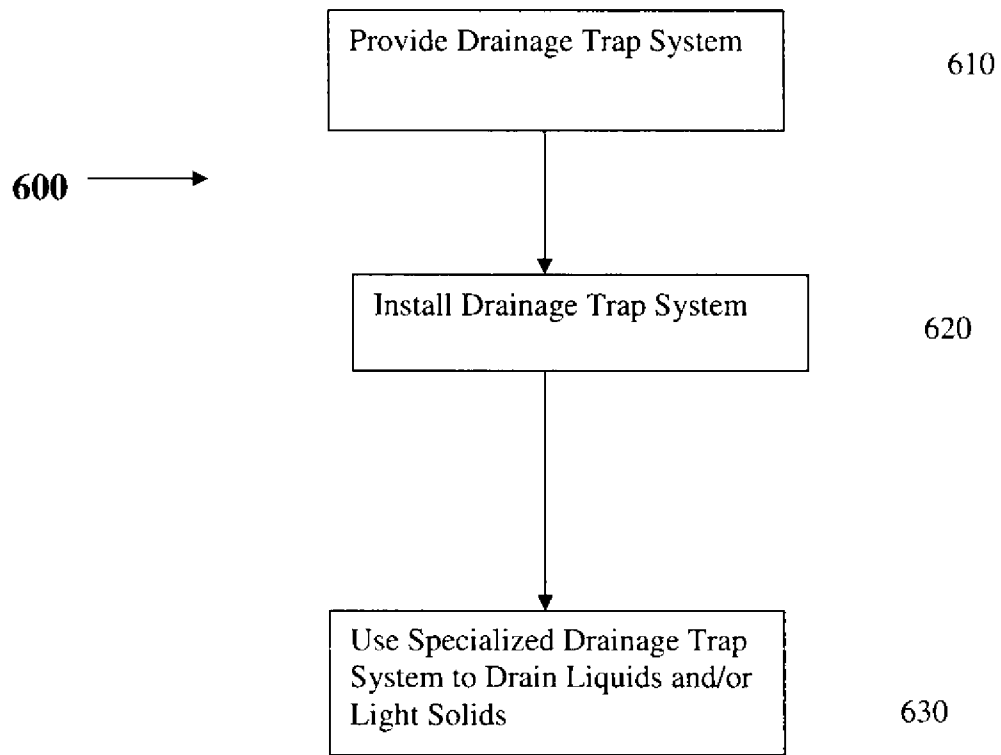 Provide Drainage Trap System
610
600
Install Drainage Trap System
620
Use Specialized Drainage Trap
System to Drain Liquids and/or
Light Solids
630